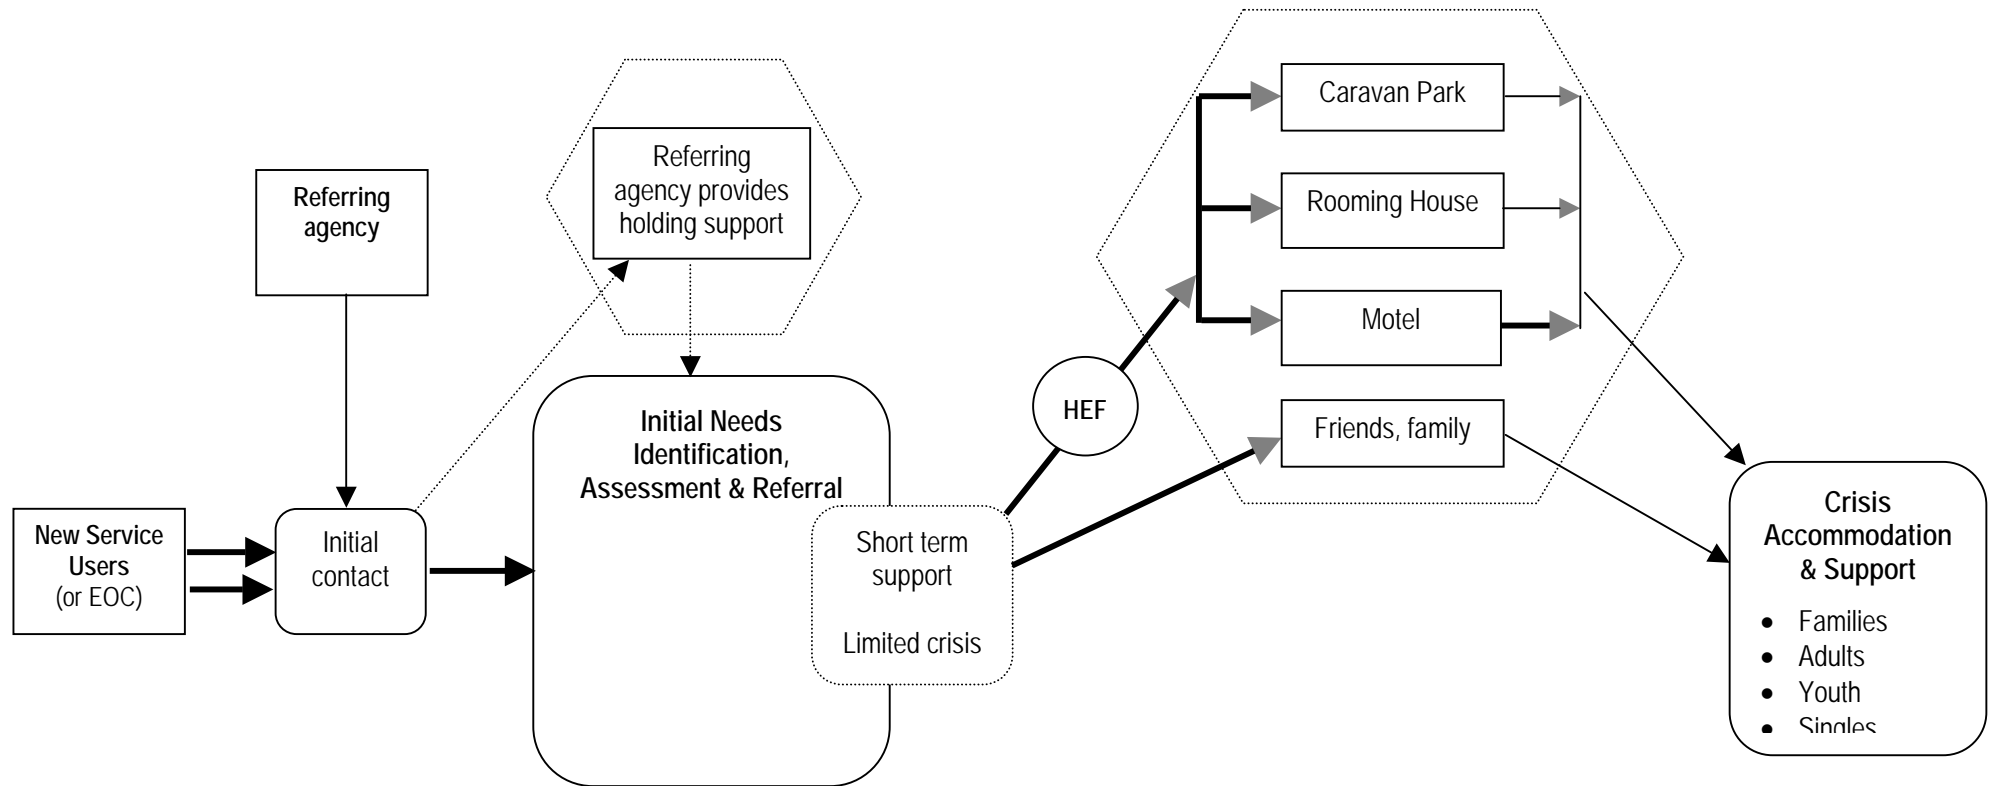 Referring
agency
Referring
agency provides
holding support
New Service
Users
(or EOC)
Initial
contact
Initial Needs
Identification,
Assessment & Referral
Short term
support
Limited crisis
HEF
Caravan Park
Rooming House
Motel
Friends, family
Crisis
Accommodation
& Support
• Families
• Adults
• Youth
• Singles